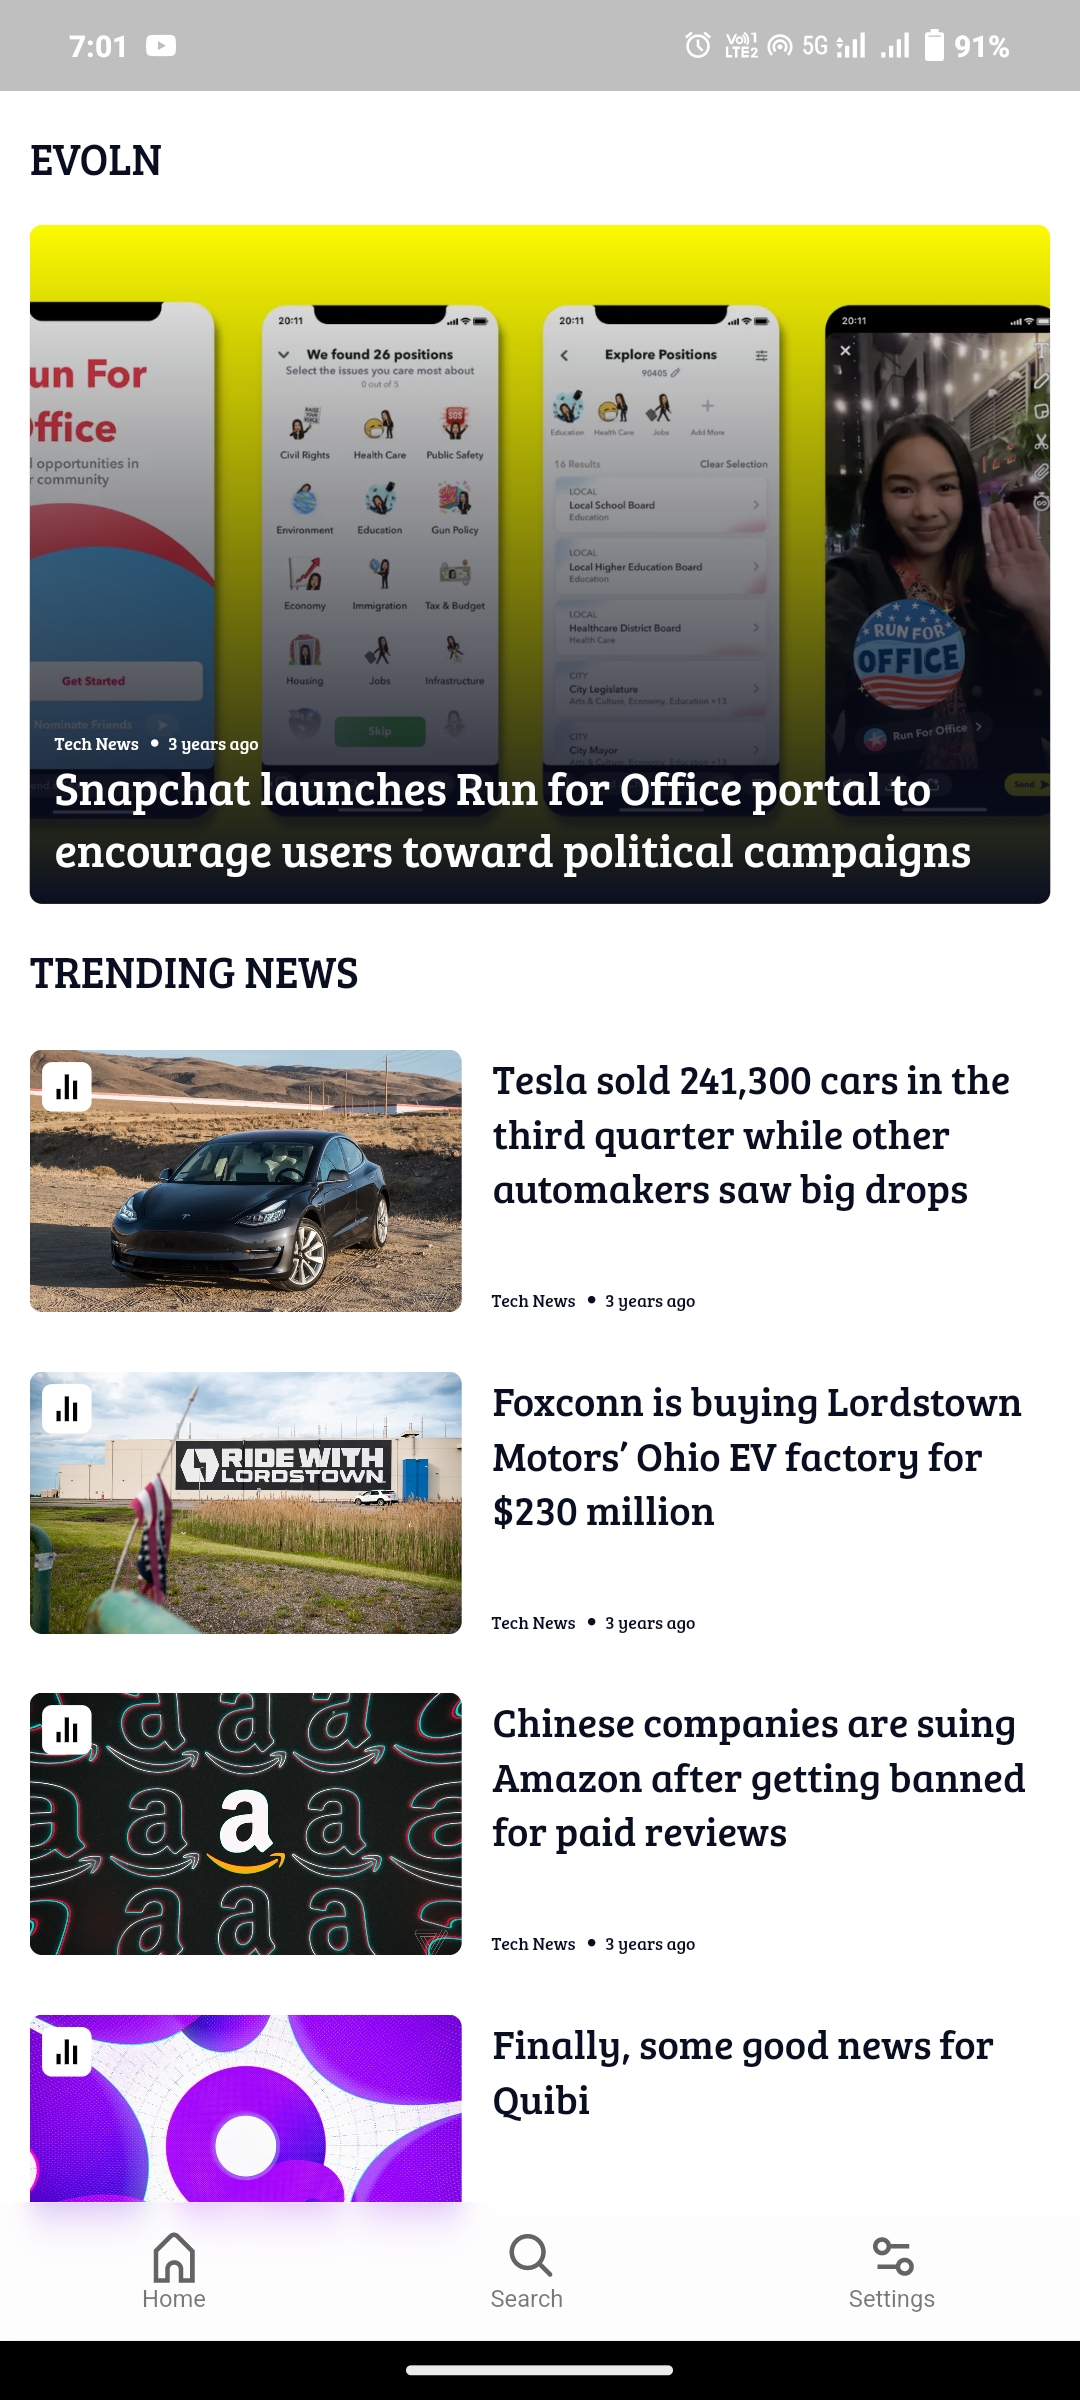 7:01
Vo))1
LTE2
5G
91%
EVOLN
un For
ffice
opportunities in
community
Get Started
Nominate Friends
20:11
We found 26 positions
Select the issues you care most about
0 out of 5
Civil Rights Health Care Public Safety
Environment Education Gun Policy
Economy Immigration Tax & Budget
Housing Jobs Infrastructure
Skip
20:11
Explore Positions
90405
Education Health Care Jobs Add More
16 Results Clear Selection
LOCAL
Local School Board
Education
LOCAL
Local Higher Education Board
Education
LOCAL
Healthcare District Board
Health Care
CITY
City Legislature
Arts & Culture, Economy, Education +13
CITY
City Mayor
Arts & Culture, Economy, Education +13
20:11
RUN FOR
OFFICE
Run For Office
Send
Tech News • 3 years ago
Snapchat launches Run for Office portal to
encourage users toward political campaigns
TRENDING NEWS
Tesla sold 241,300 cars in the
third quarter while other
automakers saw big drops
Tech News • 3 years ago
RIDE WITH
LORDSTOWN
Foxconn is buying Lordstown
Motors’ Ohio EV factory for
$230 million
Tech News • 3 years ago
Chinese companies are suing
Amazon after getting banned
for paid reviews
Tech News • 3 years ago
Finally, some good news for
Quibi
Home
Search
Settings